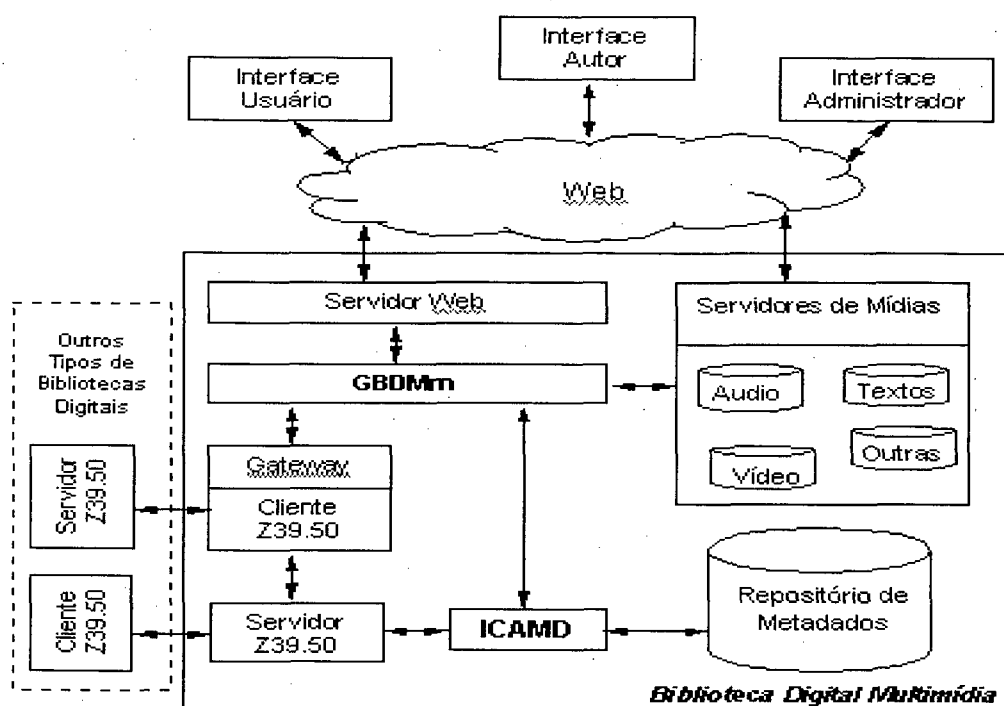 Interface
Autor
Interface
Usuário
Interface
Administrador
Web
Servidor Web
Servidores de Mídias
Outros
Tipos de
Bibliotecas
Digitais
GBDMm
Audio
Textos
Vídeo
Outras
Gateway
Cliente
Z39.50
Servidor
Z39.50
Cliente
Z39.50
Servidor
Z39.50
ICAMD
Repositório de
Metadados
Biblioteca Digital Multimídia